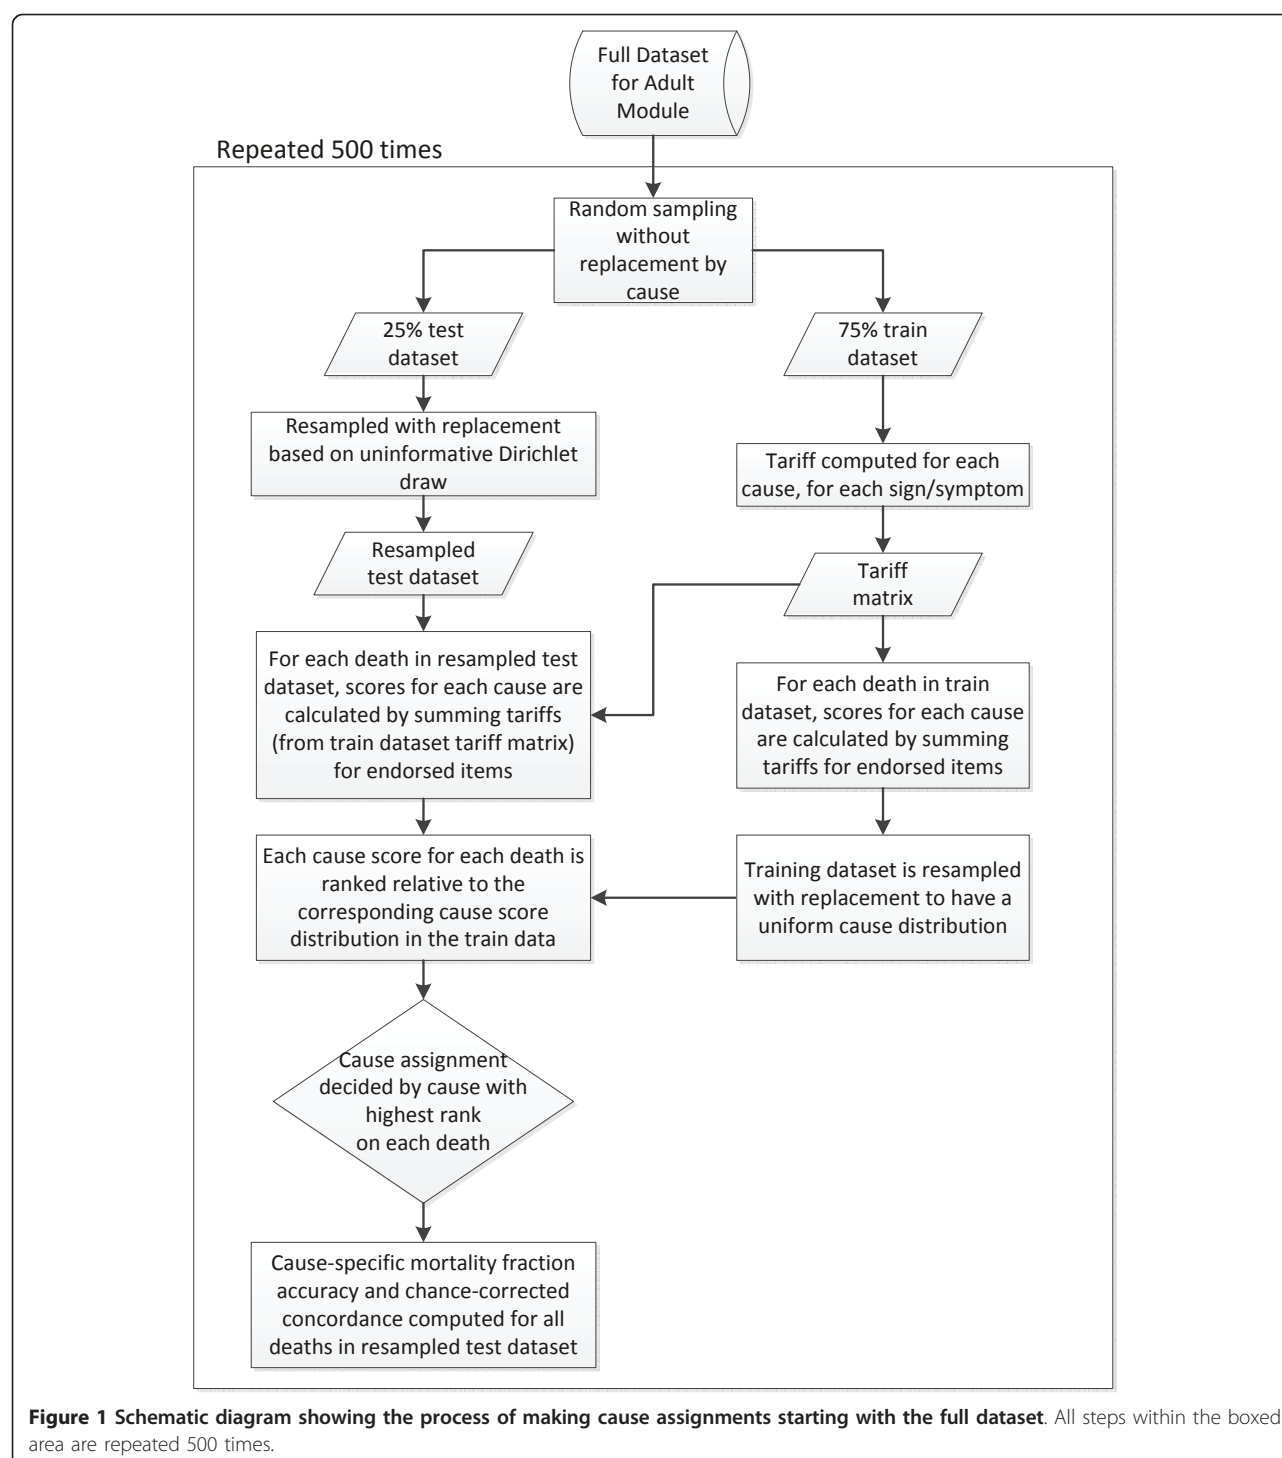 Full Dataset
for Adult
Module
Repeated 500 times
Random sampling
without
replacement by
cause
25% test
dataset
75% train
dataset
Resampled with replacement
based on uninformative Dirichlet
draw
Tariff computed for each
cause, for each sign/symptom
Resampled
test dataset
Tariff
matrix
For each death in resampled test
dataset, scores for each cause are
calculated by summing tariffs
(from train dataset tariff matrix)
for endorsed items
For each death in train
dataset, scores for each cause
are calculated by summing
tariffs for endorsed items
Each cause score for each death is
ranked relative to the
corresponding cause score
distribution in the train data
Training dataset is resampled
with replacement to have a
uniform cause distribution
Cause assignment
decided by cause with
highest rank
on each death
Cause-specific mortality fraction
accuracy and chance-corrected
concordance computed for all
deaths in resampled test dataset
Figure 1 Schematic diagram showing the process of making cause assignments starting with the full dataset. All steps within the boxed
area are repeated 500 times.